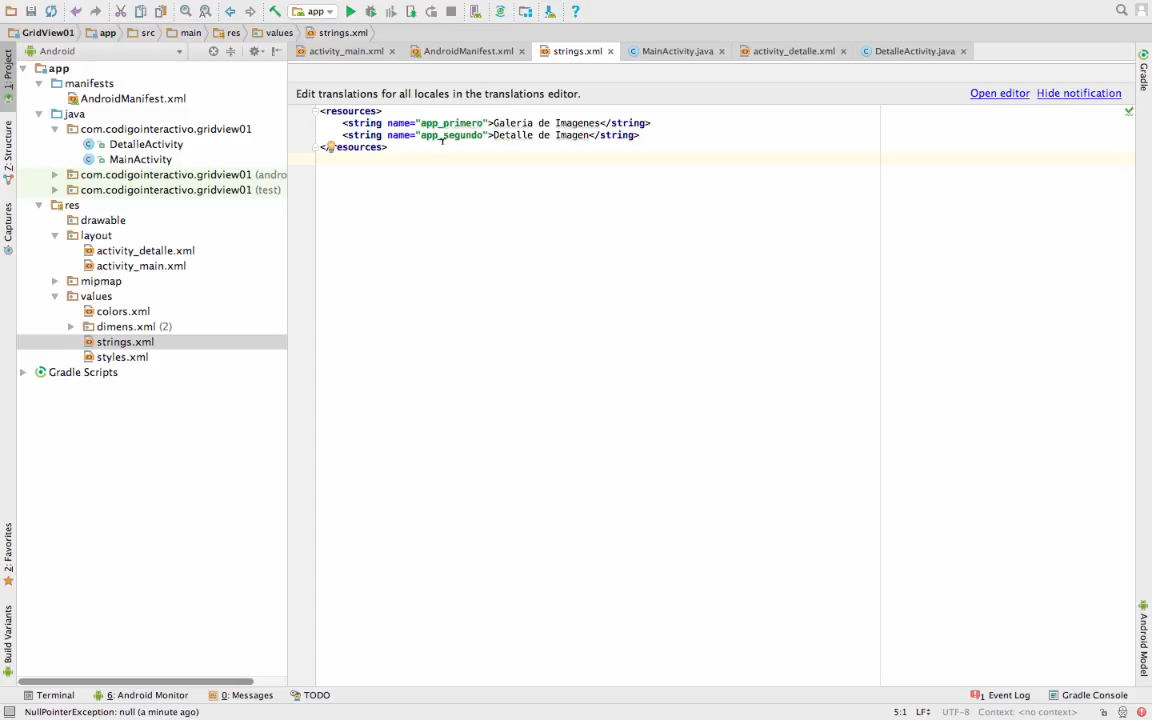 app
GridView01 app src main res values strings.xml
Android
activity_main.xml AndroidManifest.xml strings.xml MainActivity.java activity_detalle.xml DetalleActivity.java
1: Project
Z: Structure
Captures
2: Favorites
Build Variants
app
manifests
AndroidManifest.xml
java
com.codigointeractivo.gridview01
DetalleActivity
MainActivity
com.codigointeractivo.gridview01 (andro
com.codigointeractivo.gridview01 (test)
res
drawable
layout
activity_detalle.xml
activity_main.xml
mipmap
values
colors.xml
dimens.xml (2)
strings.xml
styles.xml
Gradle Scripts
Edit translations for all locales in the translations editor. Open editor Hide notification
<resources>
<string name="app_primero">Galeria de Imagenes</string>
<string name="app_segundo">Detalle de Imagen</string>
</resources>
Gradle
Android Model
Terminal 6: Android Monitor 0: Messages TODO 1 Event Log Gradle Console
NullPointerException: null (a minute ago) 5:1 LF UTF-8 Context: <no context>